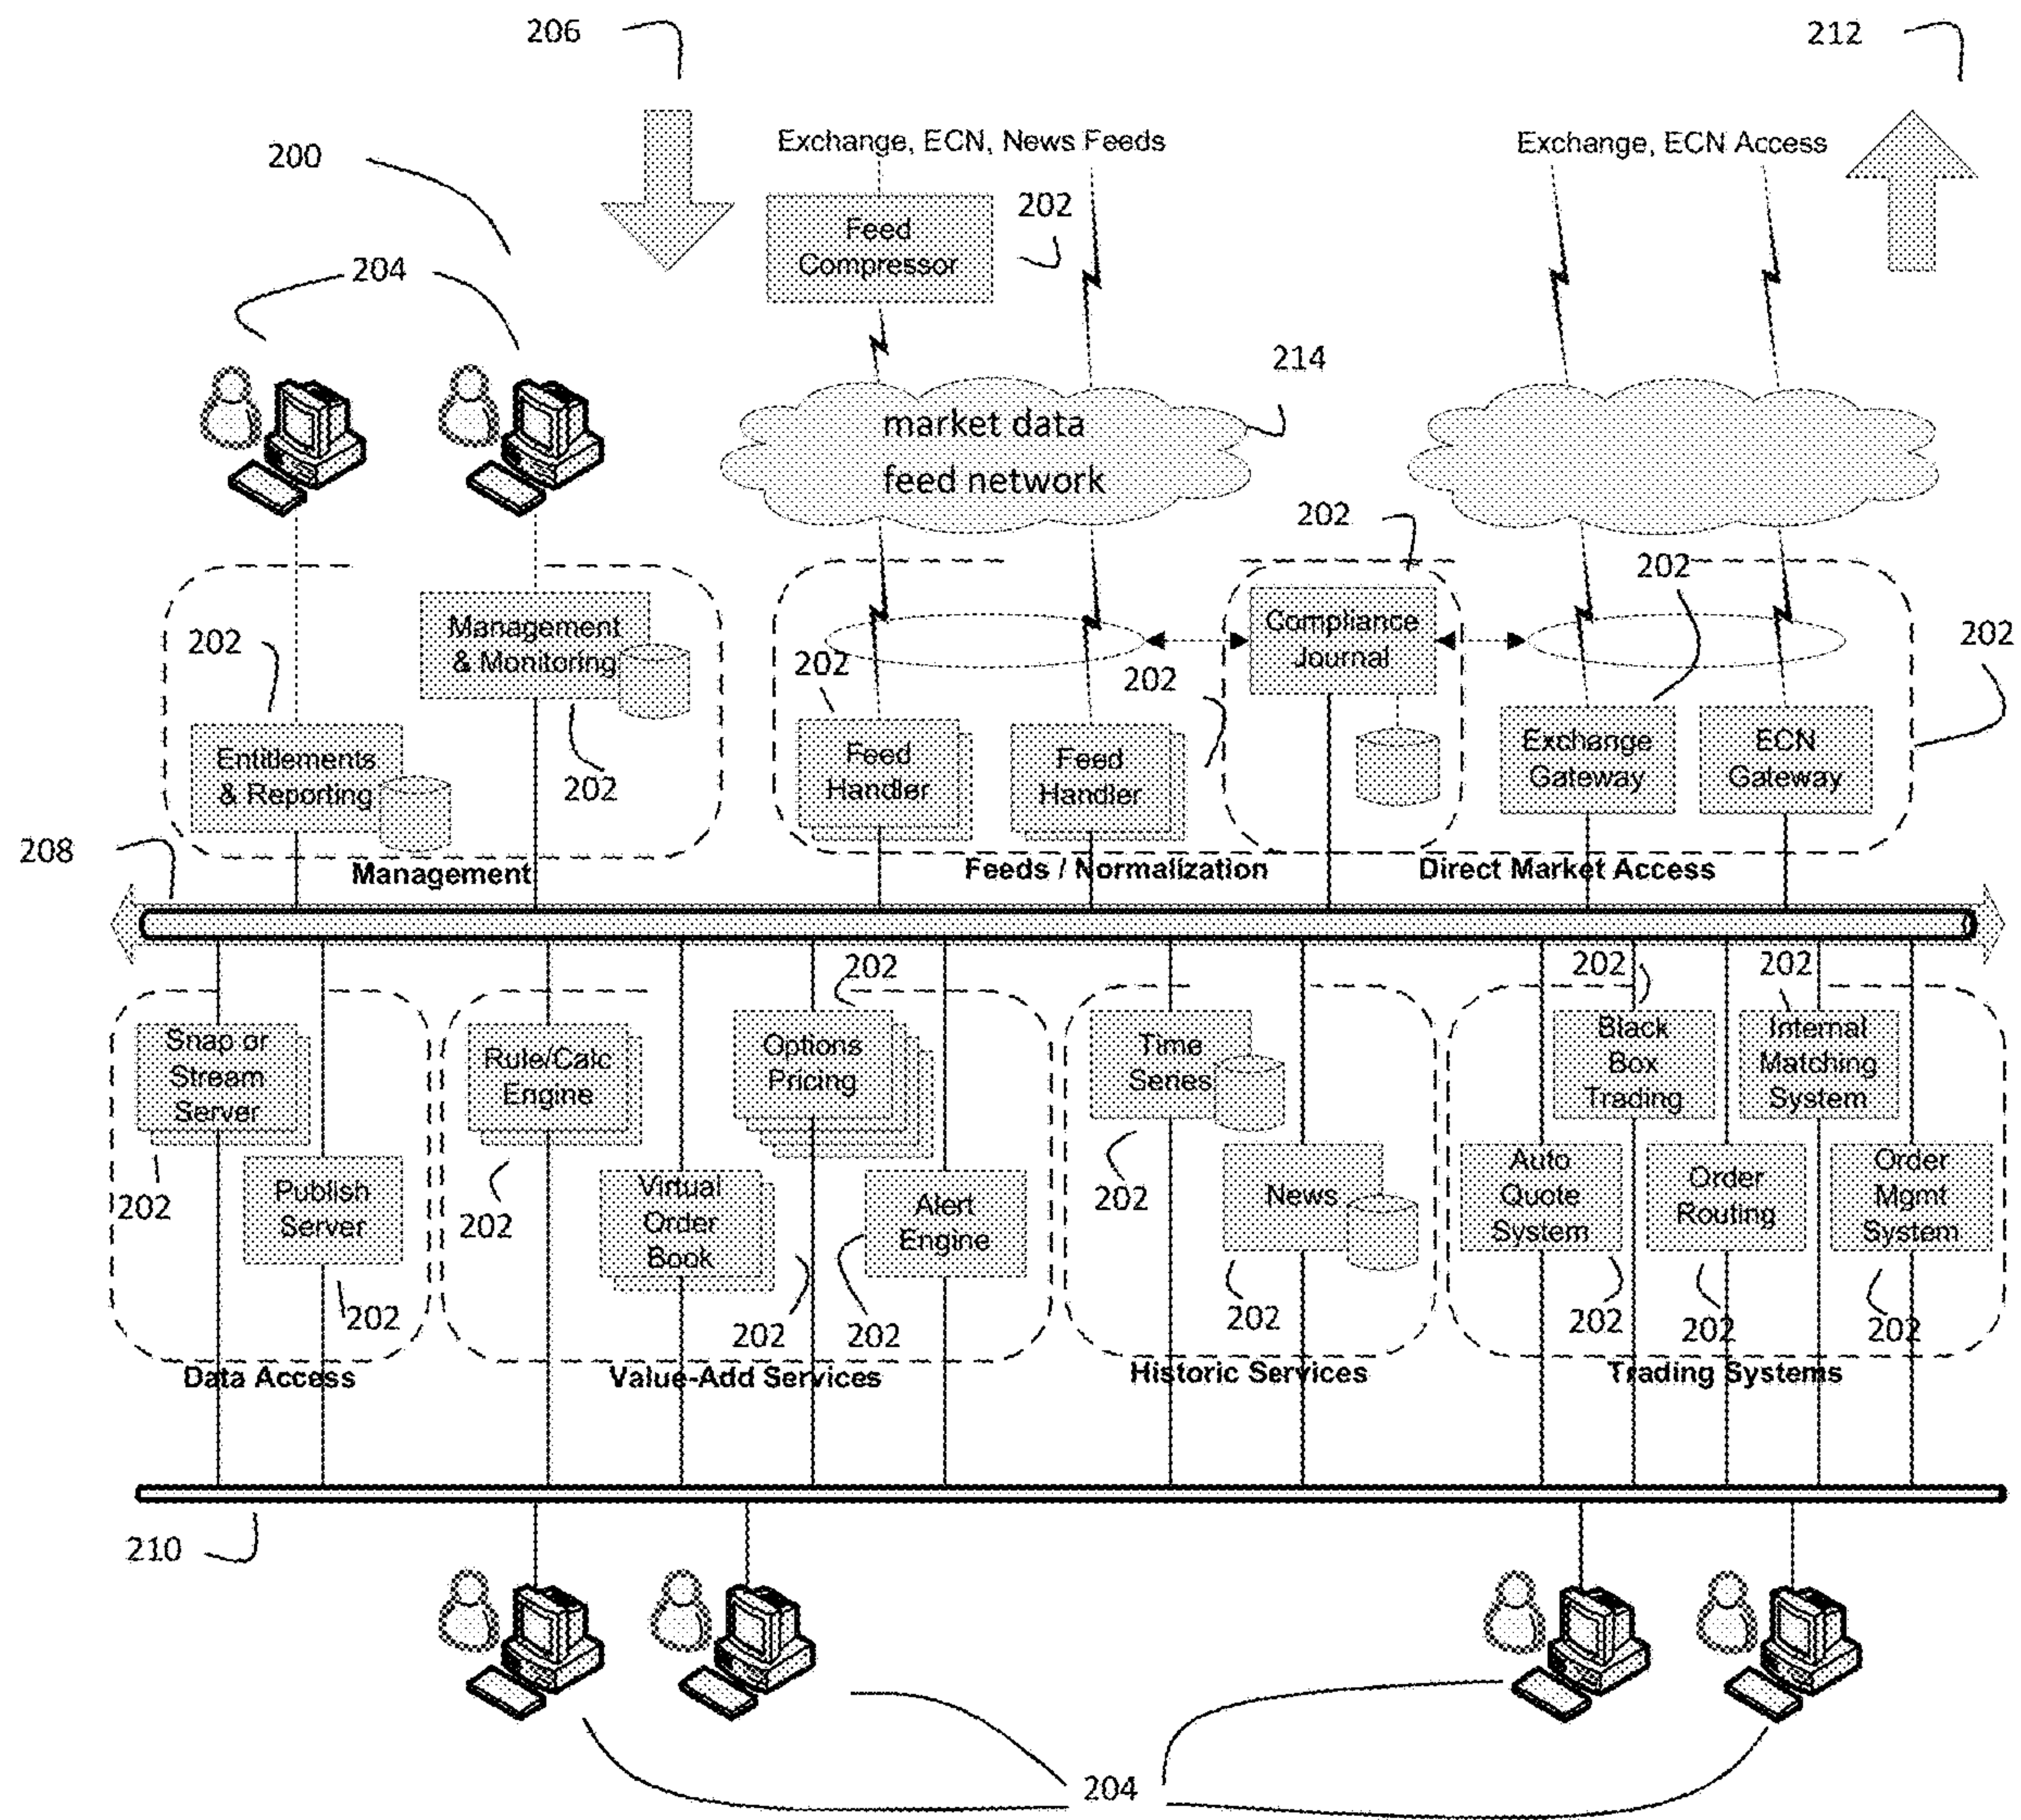 206
212
Exchange, ECN, News Feeds
Exchange, ECN Access
200
202
Feed
Compressor
204
214
market data
feed network
202
202
Management
& Monitoring
Compliance
Journal
202
202
202
202
Entitlements
& Reporting
202
Feed
Handler
Feed
Handler
Exchange
Gateway
ECN
Gateway
208
Management
Feeds / Normalization
Direct Market Access
202
202
202
Snap or
Stream
Server
Rule/Calc
Engine
Options
Pricing
Time
Series
Black
Box
Trading
Internal
Matching
System
202
Publish
Server
202
Virtual
Order
Book
Alert
Engine
202
News
Auto
Quote
System
Order
Routing
Order
Mgmt
System
202
202
202
202
202
202
202
Data Access
Value-Add Services
Historic Services
Trading Systems
210
204